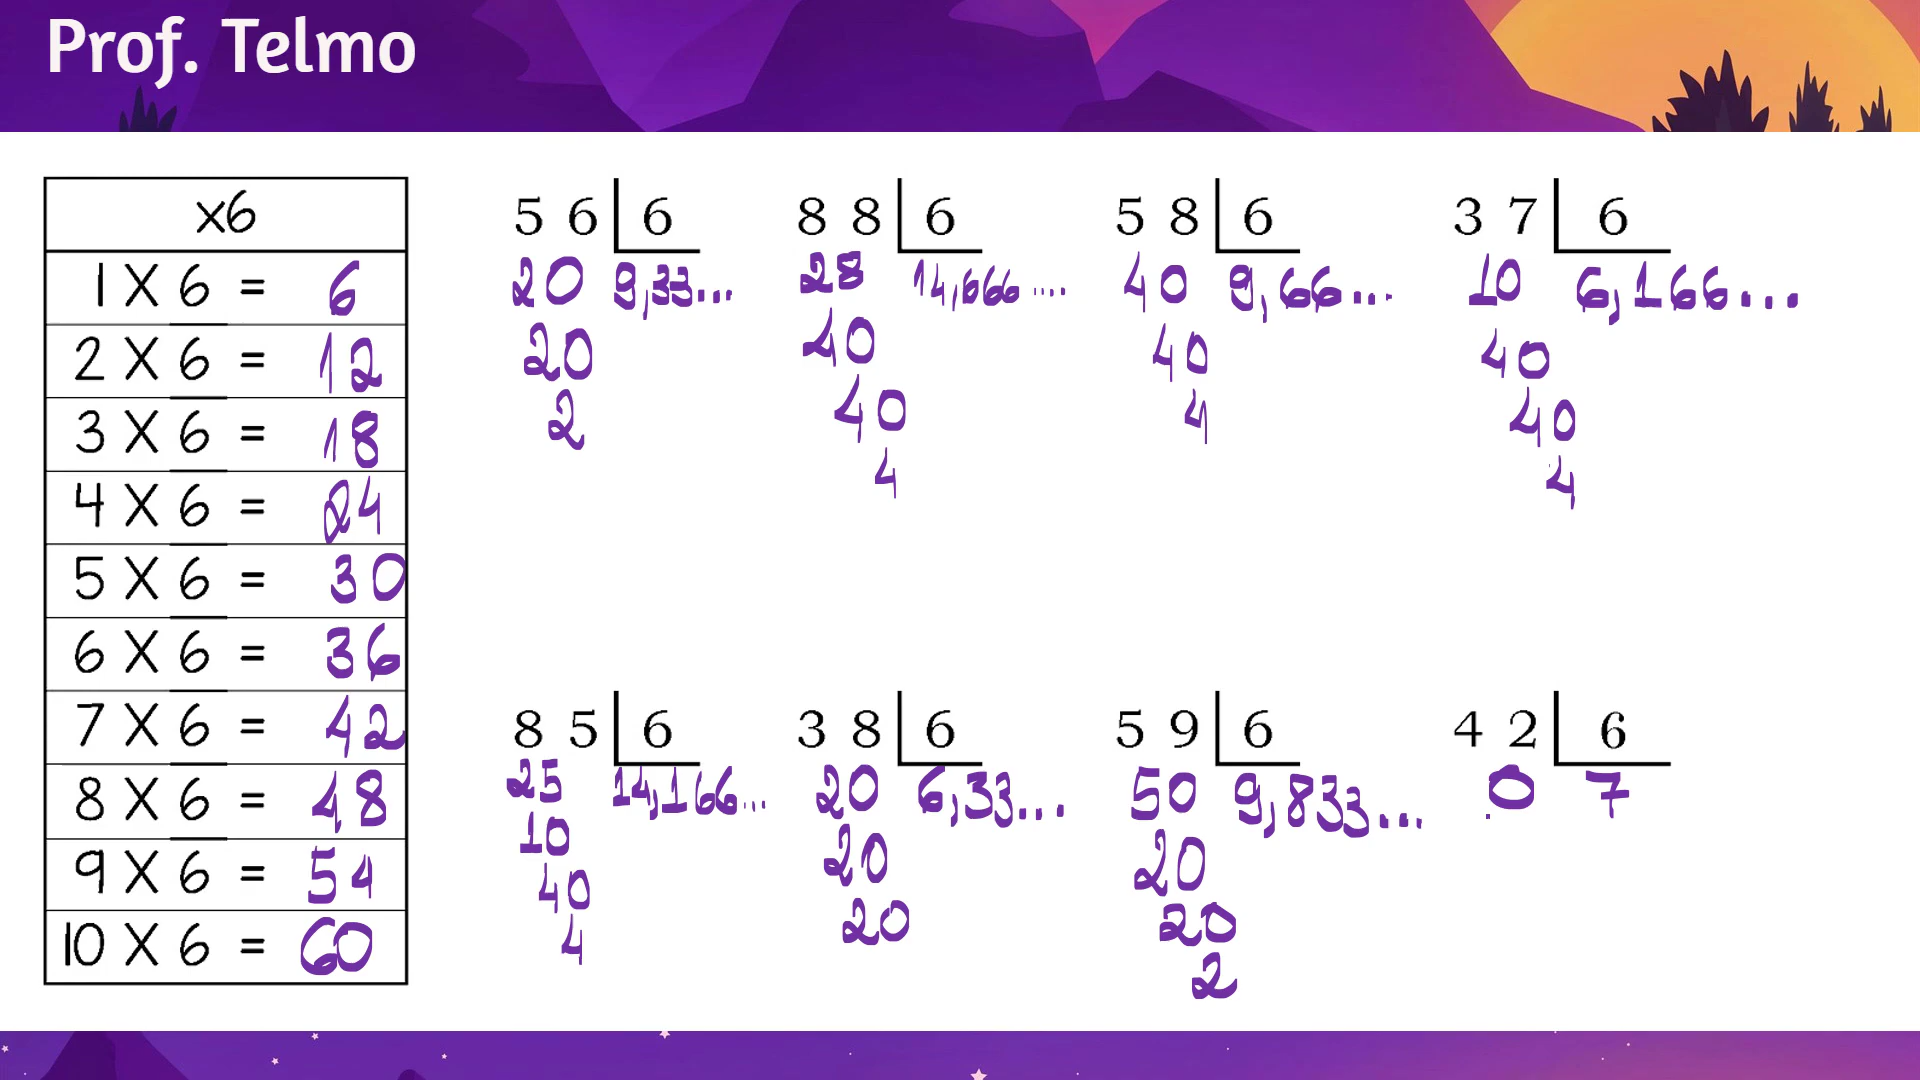 Prof. Telmo
x6
1 X 6 = 6
2 X 6 = 12
3 X 6 = 18
4 X 6 = 24
5 X 6 = 30
6 X 6 = 36
7 X 6 = 42
8 X 6 = 48
9 X 6 = 54
10 X 6 = 60
5 6 6
20 9,33...
20
2
8 8 6
28 14,666....
40
40
4
5 8 6
40 9,66...
40
4
3 7 6
10 6,166...
40
40
4
8 5 6
25 14,166...
10
40
4
3 8 6
20 6,33...
20
20
5 9 6
50 9,833...
20
20
2
4 2 6
0 7